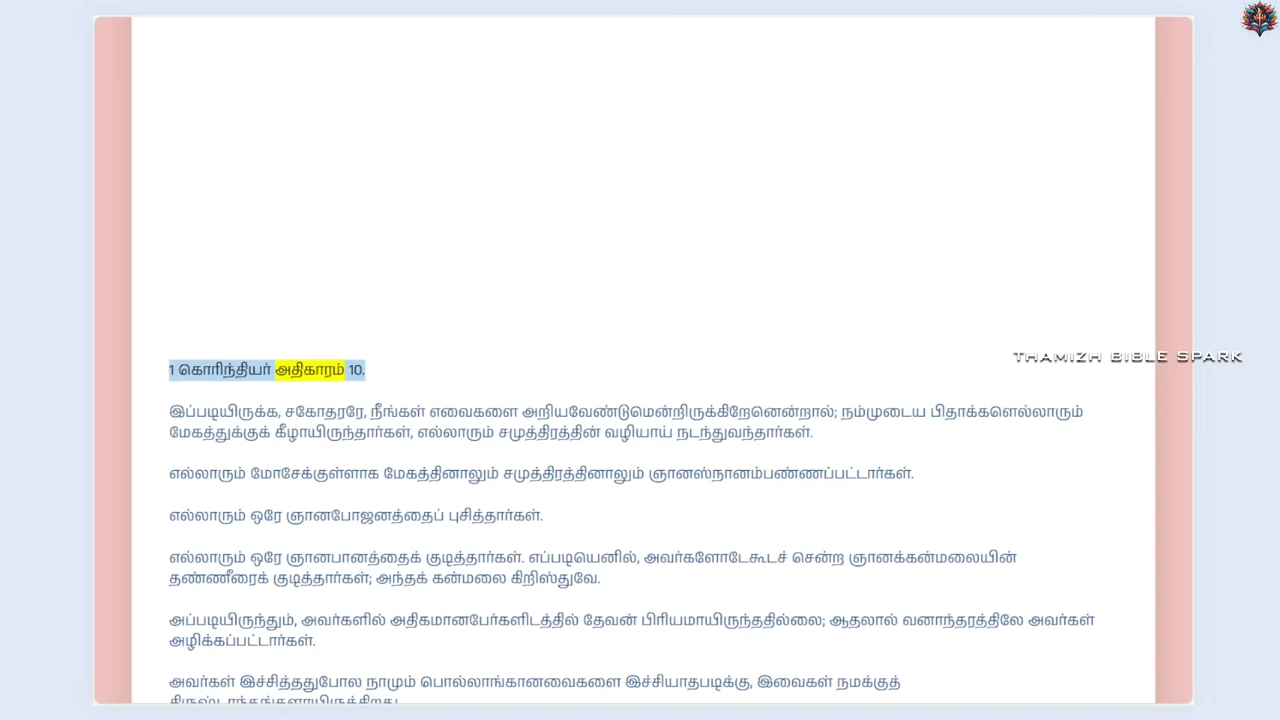 1 கொரிந்தியர் அதிகாரம் 10.
THAMIZH BIBLE SPARK
இப்படியிருக்க, சகோதரரே, நீங்கள் எவைகளை அறியவேண்டுமென்றிருக்கிறேனென்றால்; நம்முடைய பிதாக்களெல்லாரும்
மேகத்துக்குக் கீழாயிருந்தார்கள், எல்லாரும் சமுத்திரத்தின் வழியாய் நடந்துவந்தார்கள்.
எல்லாரும் மோசேக்குள்ளாக மேகத்தினாலும் சமுத்திரத்தினாலும் ஞானஸ்நானம்பண்ணப்பட்டார்கள்.
எல்லாரும் ஒரே ஞானபோஜனத்தைப் புசித்தார்கள்.
எல்லாரும் ஒரே ஞானபானத்தைக் குடித்தார்கள். எப்படியெனில், அவர்களோடேகூடச் சென்ற ஞானக்கன்மலையின்
தண்ணீரைக் குடித்தார்கள்; அந்தக் கன்மலை கிறிஸ்துவே.
அப்படியிருந்தும், அவர்களில் அதிகமானபேர்களிடத்தில் தேவன் பிரியமாயிருந்ததில்லை; ஆதலால் வனாந்தரத்திலே அவர்கள்
அழிக்கப்பட்டார்கள்.
அவர்கள் இச்சித்ததுபோல நாமும் பொல்லாங்கானவைகளை இச்சியாதபடிக்கு, இவைகள் நமக்குத்